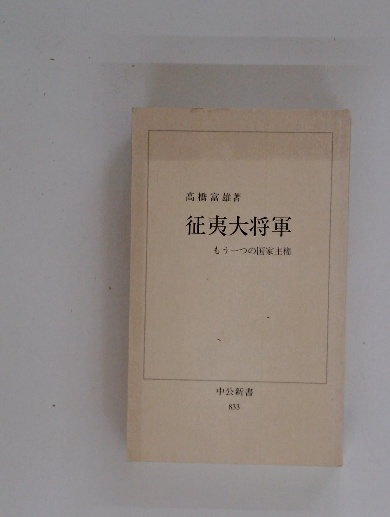 高橋富雄著
征夷大将軍
もう一つの国家主権
中公新書
833